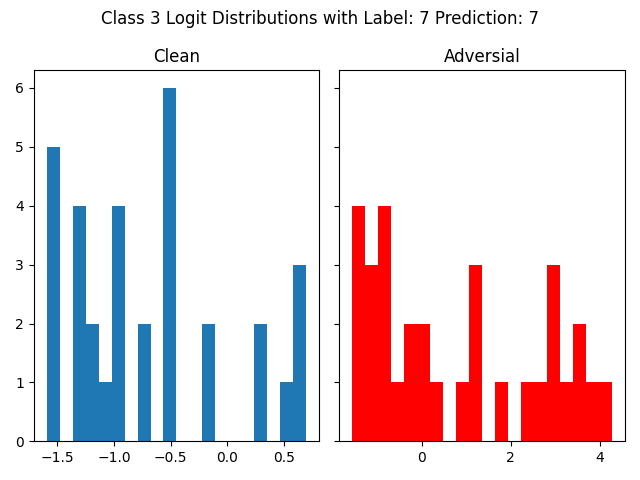 Class 3 Logit Distributions with Label: 7 Prediction: 7
Clean
Adversial
6
5
4
3
2
1
0
−1.5 −1.0 −0.5 0.0 0.5
0 2 4